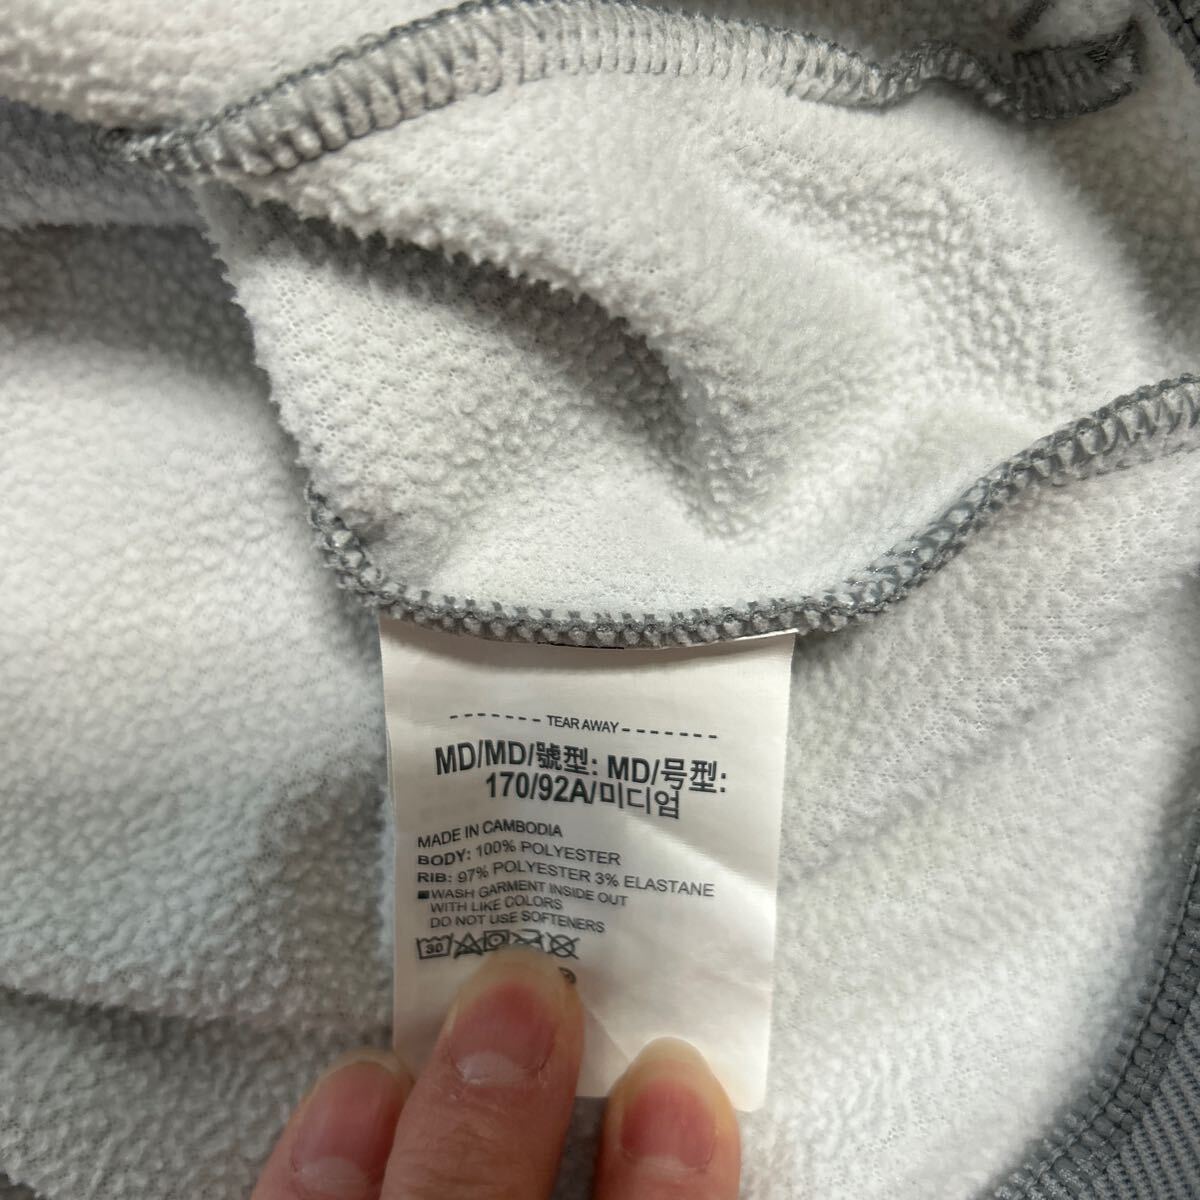 ------- TEAR AWAY -------
MD/MD/號型: MD/号型:
170/92A/미디엄
MADE IN CAMBODIA
BODY: 100% POLYESTER
RIB: 97% POLYESTER 3% ELASTANE
WASH GARMENT INSIDE OUT
WITH LIKE COLORS
DO NOT USE SOFTENERS
30